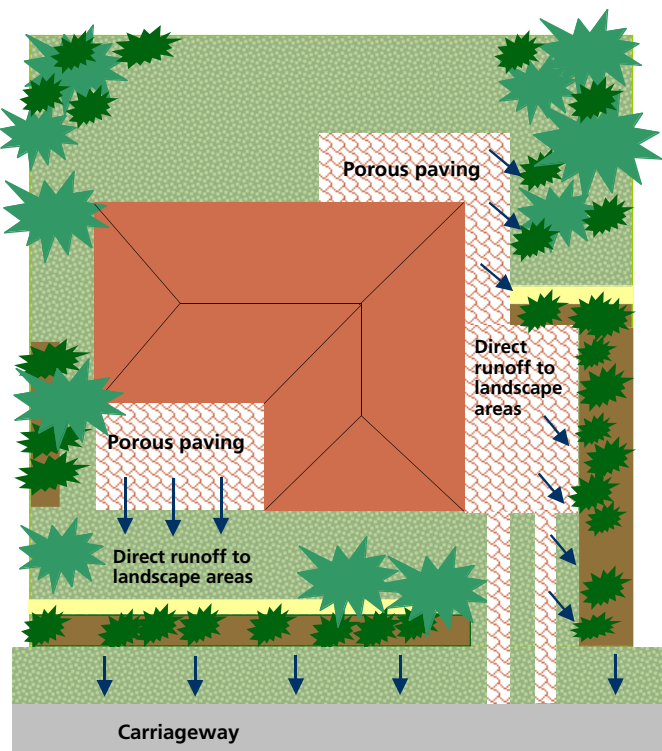 Porous paving
Direct
runoff to
landscape
areas
Porous paving
Direct runoff to
landscape areas
Carriageway